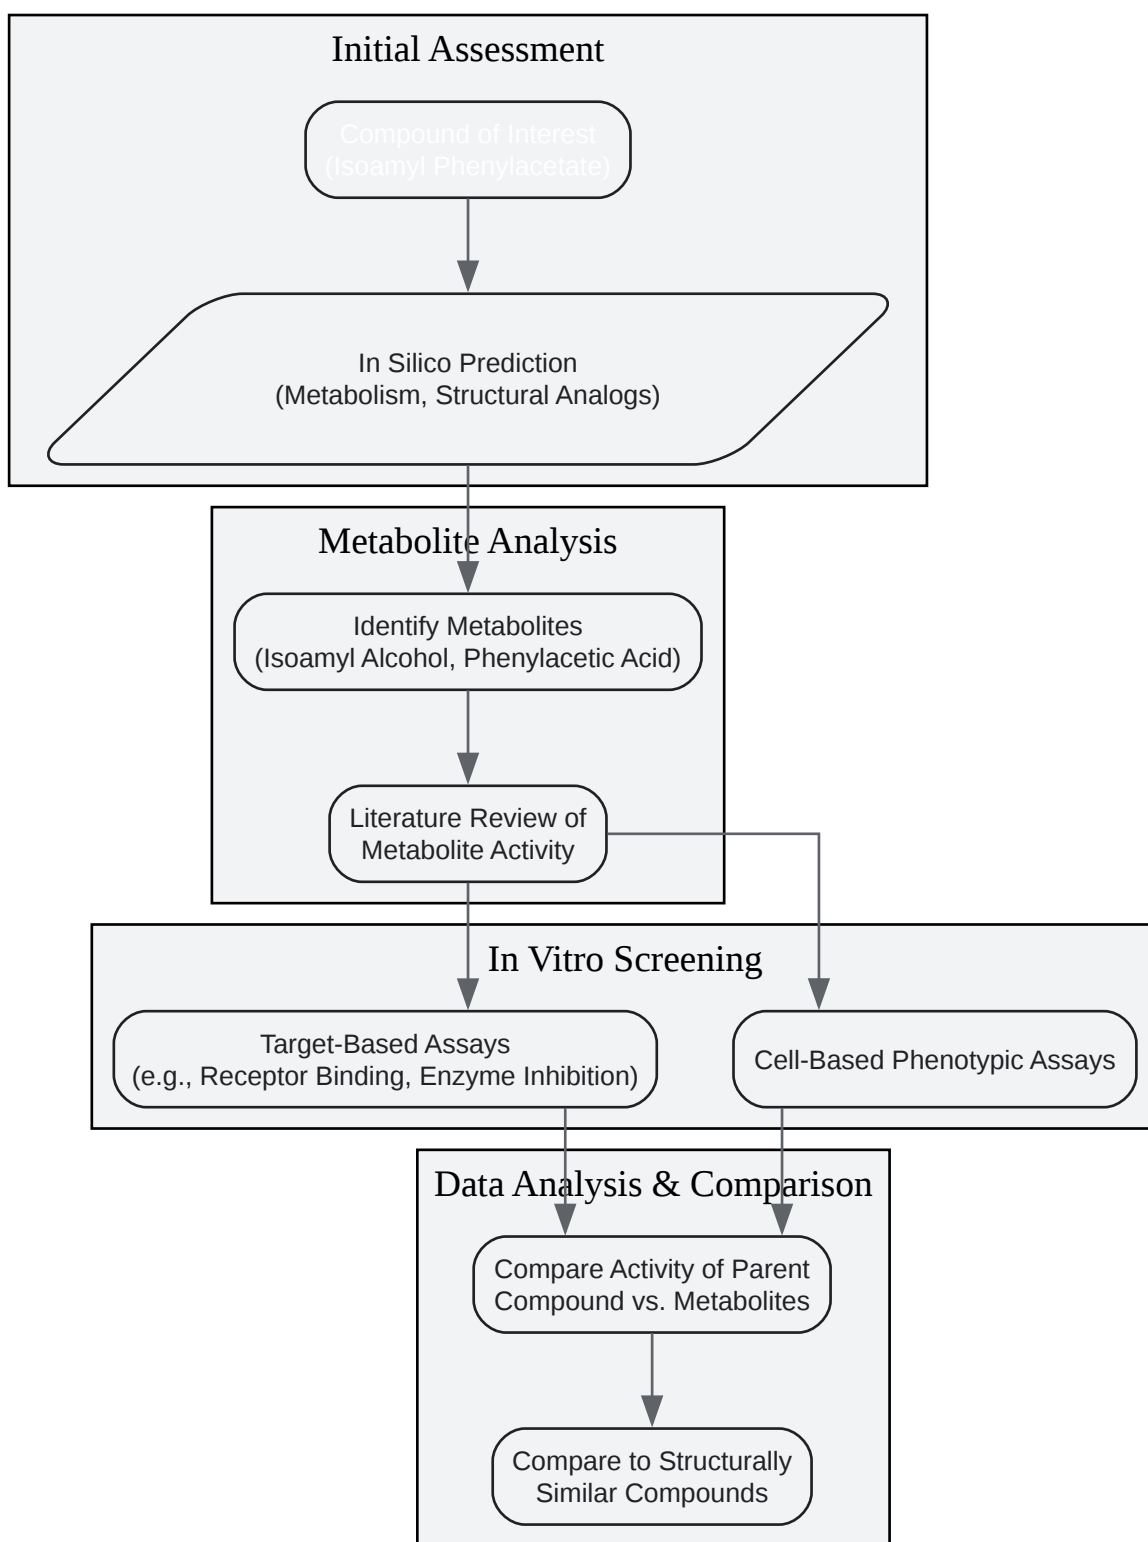 Initial Assessment
Compound of Interest
(Isoamyl Phenylacetate)
In Silico Prediction
(Metabolism, Structural Analogs)
Metabolite Analysis
Identify Metabolites
(Isoamyl Alcohol, Phenylacetic Acid)
Literature Review of
Metabolite Activity
In Vitro Screening
Target-Based Assays
(e.g., Receptor Binding, Enzyme Inhibition)
Cell-Based Phenotypic Assays
Data Analysis & Comparison
Compare Activity of Parent
Compound vs. Metabolites
Compare to Structurally
Similar Compounds